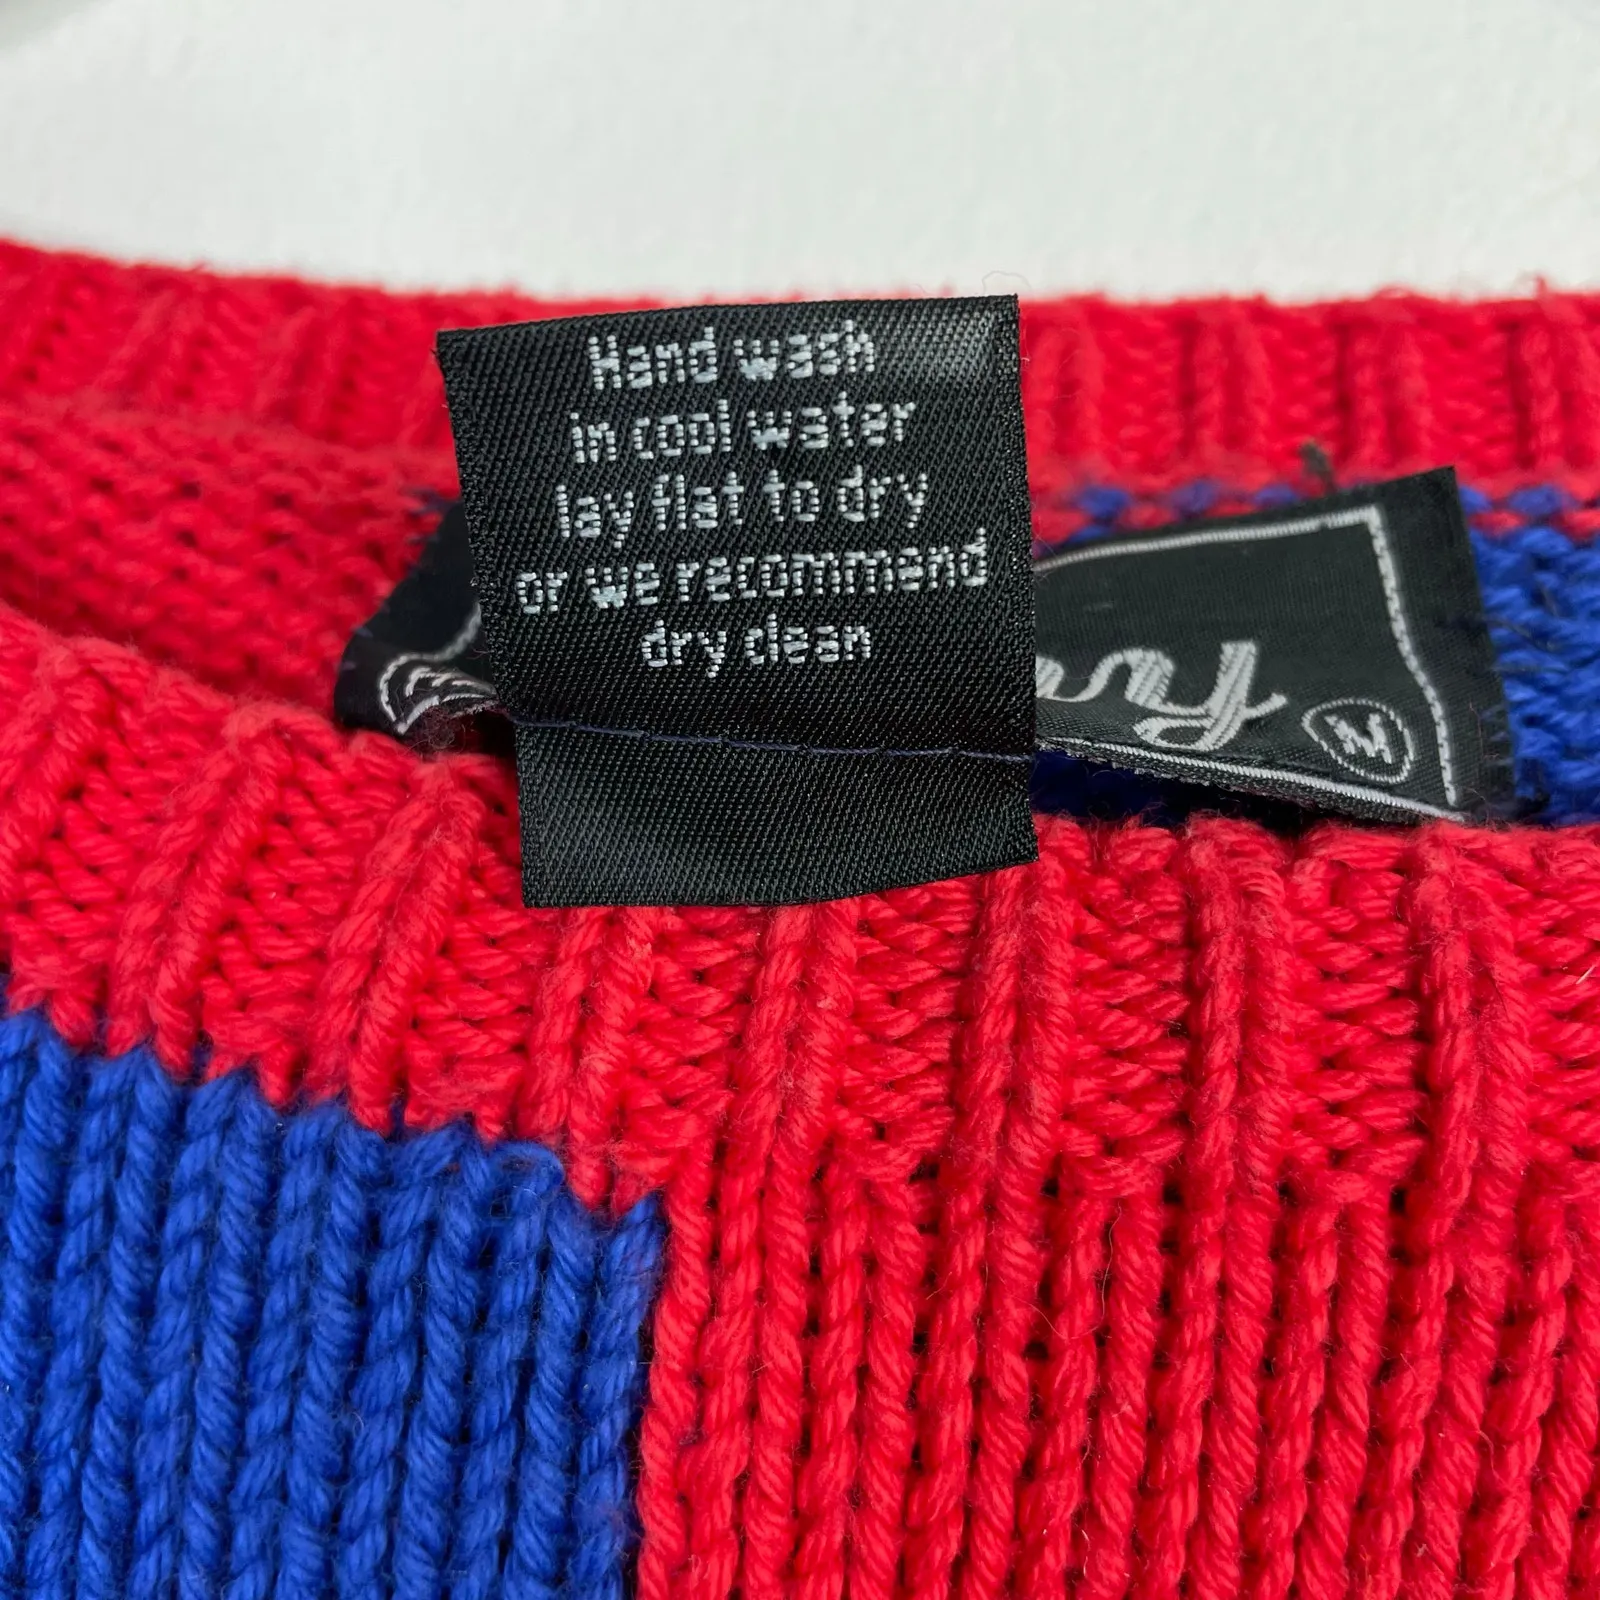 Hand wash
in cool water
lay flat to dry
or we recommend
dry clean
M